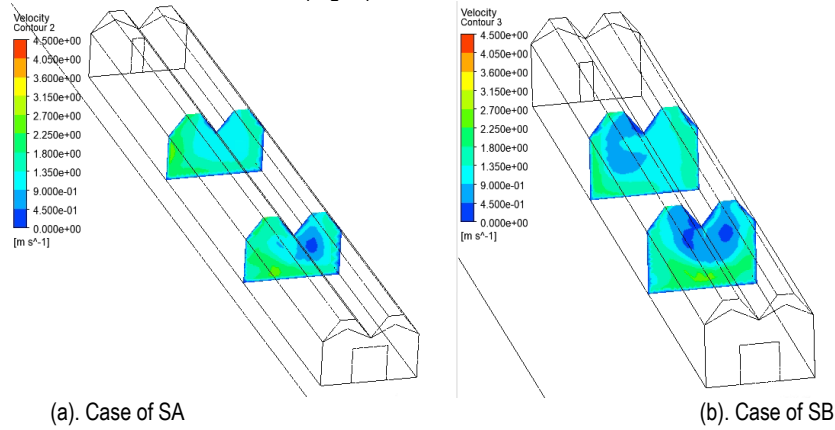 Velocity
Contour 2
4.500e+00
4.050e+00
3.600e+00
3.150e+00
2.700e+00
2.250e+00
1.800e+00
1.350e+00
9.000e-01
4.500e-01
0.000e+00
[m s^-1]
Velocity
Contour 3
4.500e+00
4.050e+00
3.600e+00
3.150e+00
2.700e+00
2.250e+00
1.800e+00
1.350e+00
9.000e-01
4.500e-01
0.000e+00
[m s^-1]
(a). Case of SA
(b). Case of SB